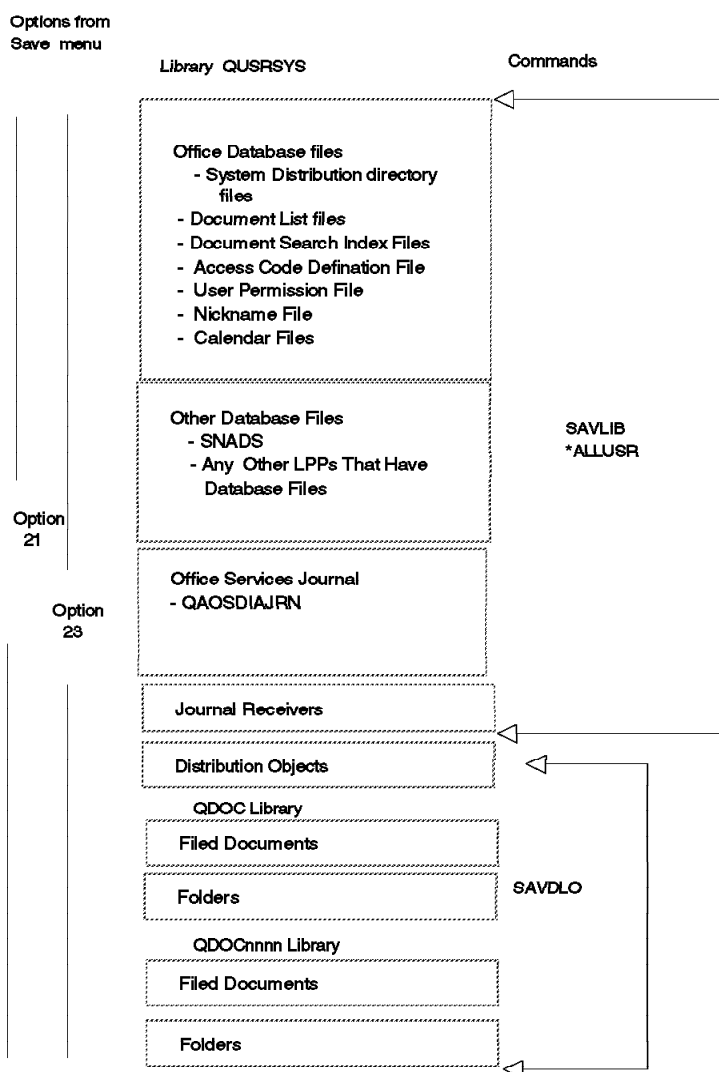 Options from
Save menu
Library QUSRSYS
Commands
Office Database files
- System Distribution directory
files
- Document List files
- Document Search Index Files
- Access Code Defination File
- User Permission File
- Nickname File
- Calendar Files
Other Database Files
- SNADS
- Any Other LPPs That Have
Database Files
SAVLIB
*ALLUSR
Option
21
Office Services Journal
- QAOSDIAJRN
Option
23
Journal Receivers
Distribution Objects
QDOC Library
Filed Documents
Folders
SAVDLO
QDOCnnnn Library
Filed Documents
Folders